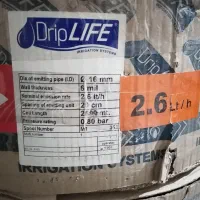 DripLIFE
IRRIGATION SYSTEMS
Dia of emitting pipe (I.D) Ø 16 mm
Wall thickness 6 mil
Nominal emission rate 2.6 lt/h
Spacing of emitting unit 20 cm
Coil Length
Pressure rating 0.80 bar
Serial Number
2.6 Lt/h
IRRIGATION SYSTEMS